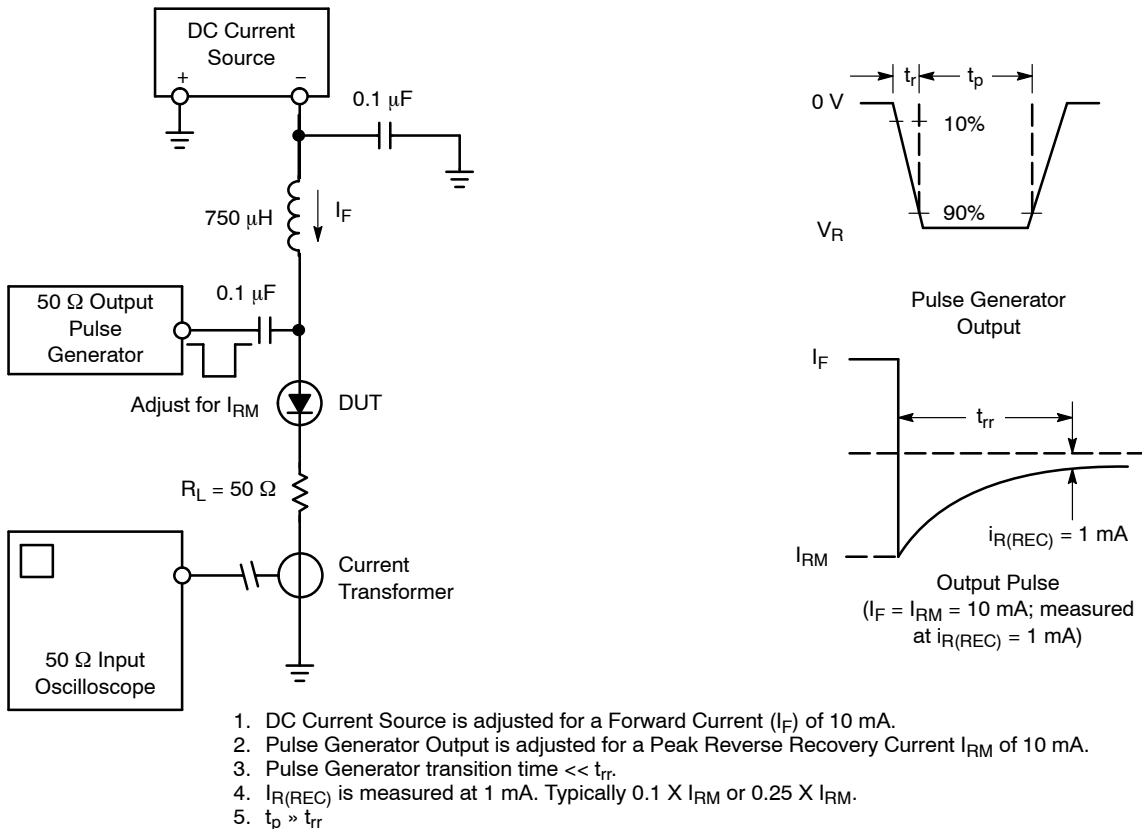 DC Current
Source
+ −
0.1 μF
750 μH
I_F
50 Ω Output
Pulse
Generator
0.1 μF
Adjust for I_RM
DUT
R_L = 50 Ω
50 Ω Input
Oscilloscope
Current
Transformer
t_r
t_p
0 V
10%
90%
V_R
Pulse Generator
Output
I_F
t_rr
i_R(REC) = 1 mA
I_RM
Output Pulse
(I_F = I_RM = 10 mA; measured
at i_R(REC) = 1 mA)
1. DC Current Source is adjusted for a Forward Current (I_F) of 10 mA.
2. Pulse Generator Output is adjusted for a Peak Reverse Recovery Current I_RM of 10 mA.
3. Pulse Generator transition time << t_rr.
4. I_R(REC) is measured at 1 mA. Typically 0.1 X I_RM or 0.25 X I_RM.
5. t_p » t_rr